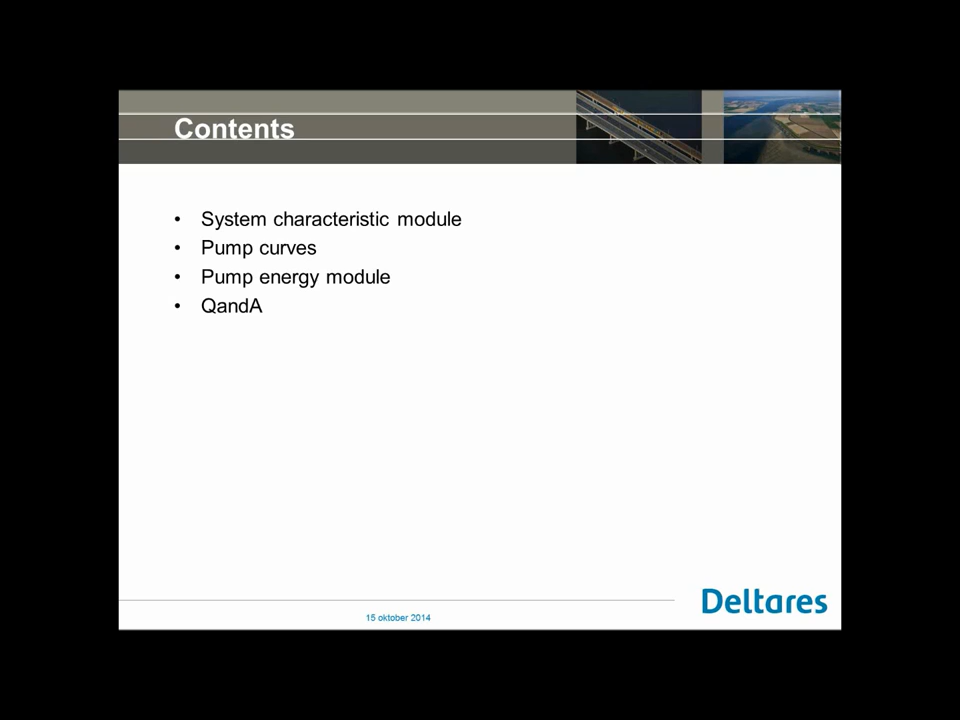 Contents
• System characteristic module
• Pump curves
• Pump energy module
• QandA
15 oktober 2014
Deltares